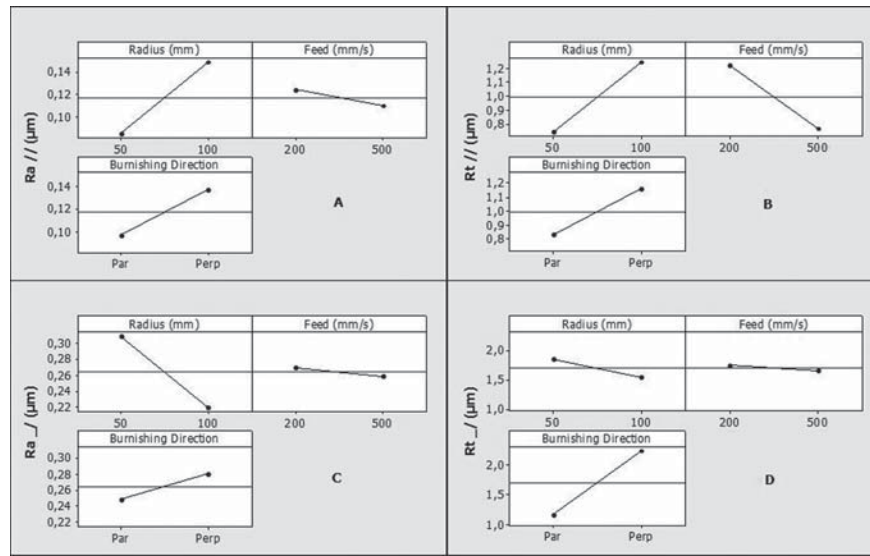 Radius (mm) Feed (mm/s)
0,14
0,12
0,10
50 100 200 500
Burnishing Direction
0,14
0,12
0,10
Par Perp
Ra // (µm)
A
Radius (mm) Feed (mm/s)
1,2
1,1
1,0
0,9
0,8
50 100 200 500
Burnishing Direction
1,2
1,1
1,0
0,9
0,8
Par Perp
Rt // (µm)
B
Radius (mm) Feed (mm/s)
0,30
0,28
0,26
0,24
0,22
50 100 200 500
Burnishing Direction
0,30
0,28
0,26
0,24
0,22
Par Perp
Ra _/ (µm)
C
Radius (mm) Feed (mm/s)
2,0
1,5
1,0
50 100 200 500
Burnishing Direction
2,0
1,5
1,0
Par Perp
Rt _/ (µm)
D